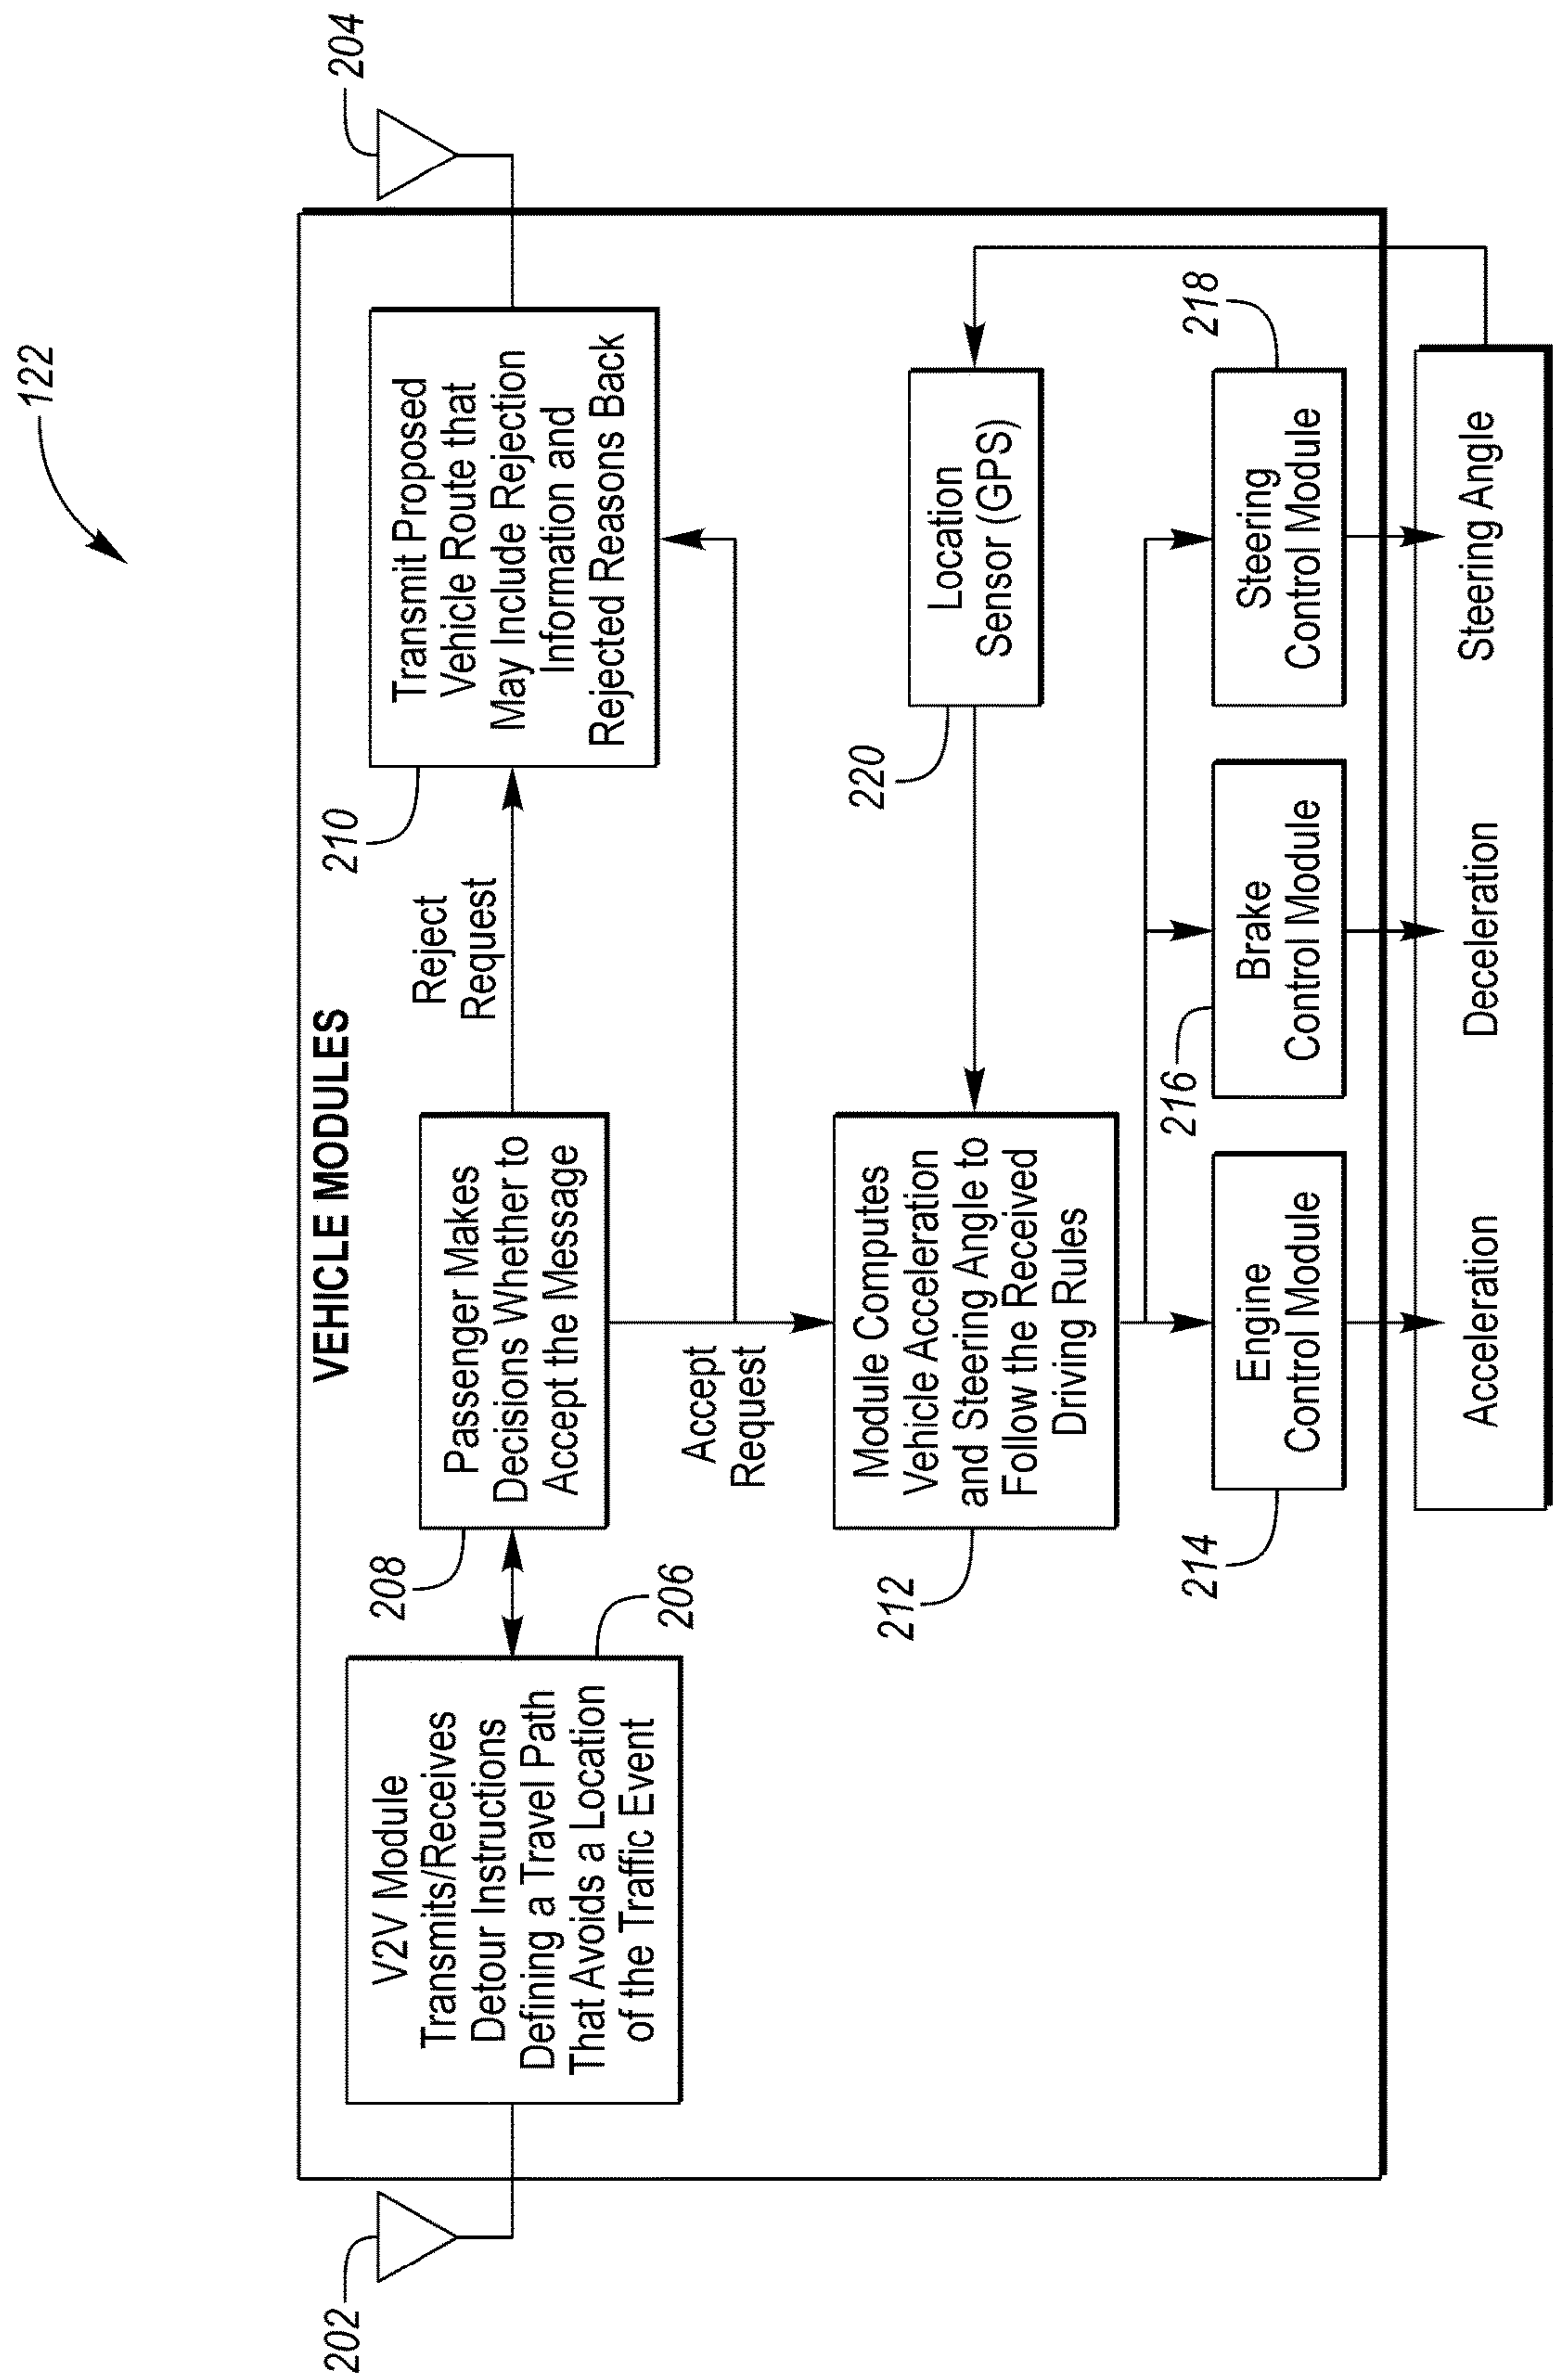 122
VEHICLE MODULES
202
204
V2V Module
Transmits/Receives
Detour Instructions
Defining a Travel Path
That Avoids a Location
of the Traffic Event
206
208
Passenger Makes
Decisions Whether to
Accept the Message
Reject
Request
210
Transmit Proposed
Vehicle Route that
May Include Rejection
Information and
Rejected Reasons Back
Accept
Request
212
Module Computes
Vehicle Acceleration
and Steering Angle to
Follow the Received
Driving Rules
220
Location
Sensor (GPS)
214
Engine
Control Module
216
Brake
Control Module
218
Steering
Control Module
Acceleration
Deceleration
Steering Angle